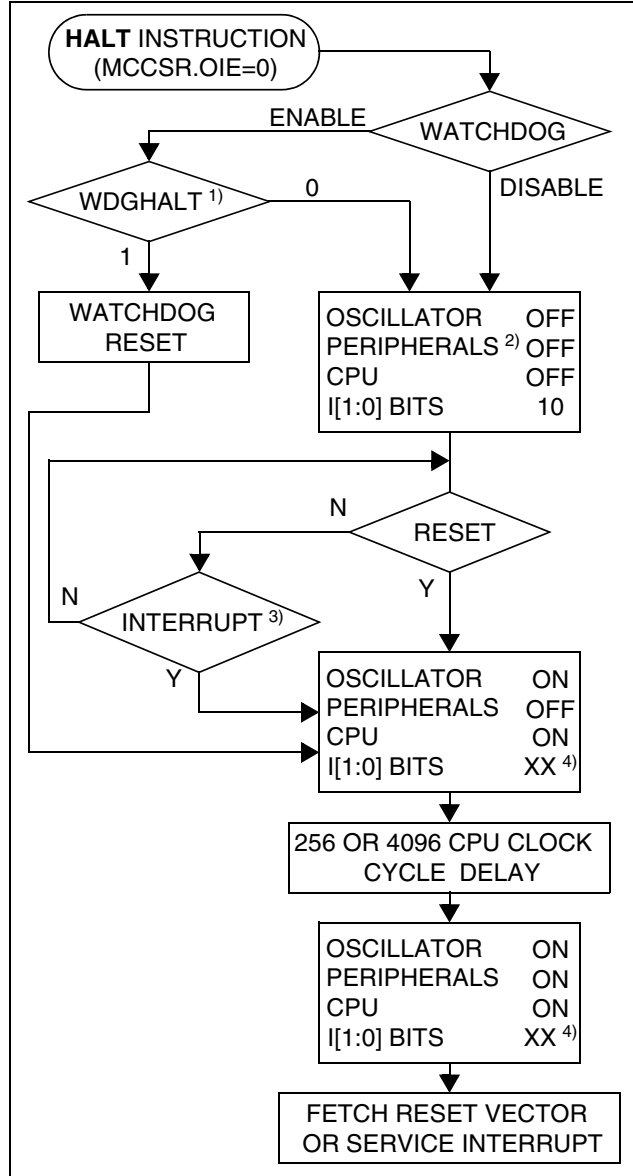 HALT INSTRUCTION
(MCCSR.OIE=0)
ENABLE
WATCHDOG
WDGHALT 1)
0
DISABLE
1
WATCHDOG
RESET
OSCILLATOR OFF
PERIPHERALS 2) OFF
CPU OFF
I[1:0] BITS 10
N
RESET
N
Y
INTERRUPT 3)
Y
OSCILLATOR ON
PERIPHERALS OFF
CPU ON
I[1:0] BITS XX 4)
256 OR 4096 CPU CLOCK
CYCLE DELAY
OSCILLATOR ON
PERIPHERALS ON
CPU ON
I[1:0] BITS XX 4)
FETCH RESET VECTOR
OR SERVICE INTERRUPT